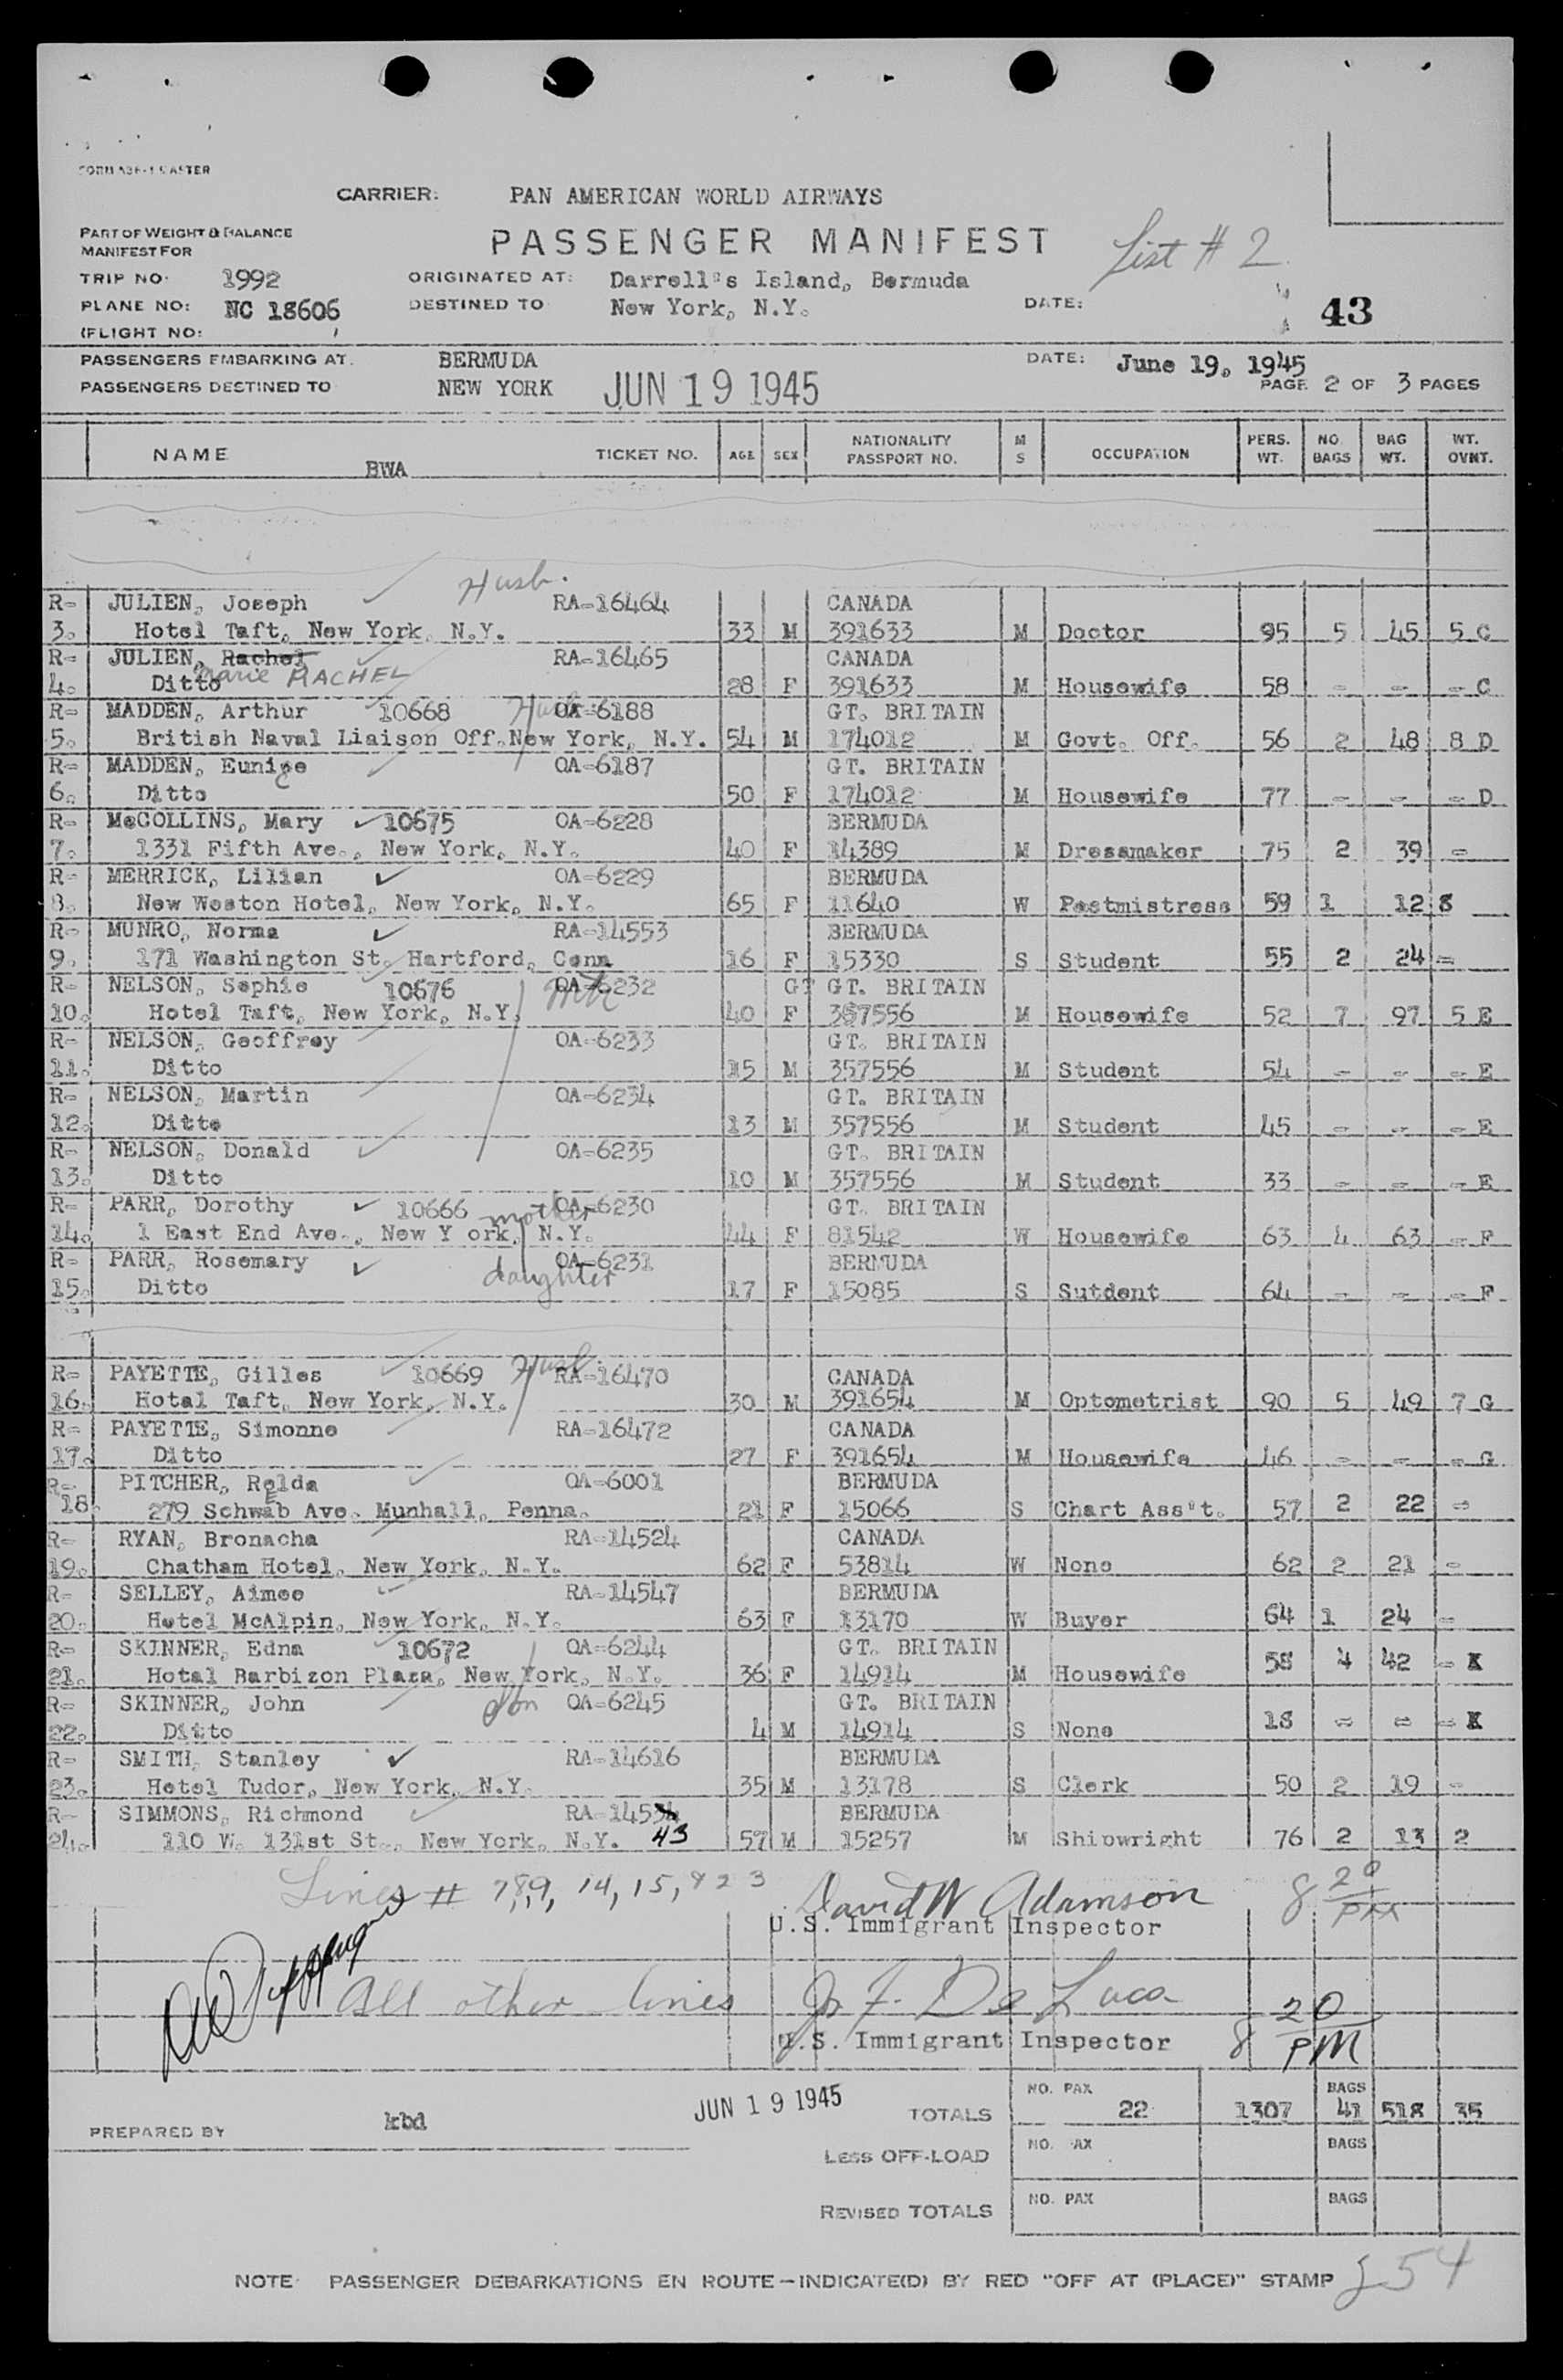 FORM 536-1 CASTER
CARRIER: PAN AMERICAN WORLD AIRWAYS
PART OF WEIGHT & BALANCE
MANIFEST FOR
PASSENGER MANIFEST
List # 2
TRIP NO. 1992 ORIGINATED AT: Darrell's Island, Bermuda
PLANE NO: NC 18606 DESTINED TO New York, N.Y. DATE: 43
(FLIGHT NO:
PASSENGERS EMBARKING AT. BERMUDA DATE: June 19, 1945
PASSENGERS DESTINED TO NEW YORK JUN 19 1945 PAGE 2 OF 3 PAGES
NAME BWA TICKET NO. AGE SEX NATIONALITY PASSPORT NO. M S OCCUPATION PERS. WT. NO. BAGS BAG WT. WT. OVNT.
Husb.
R- JULIEN, Joseph RA-16464 CANADA
3. Hotel Taft, New York, N.Y. 33 M 391633 M Doctor 95 5 45 5 C
R- JULIEN, Rachel RA-16465 CANADA
4. Ditto Marie RACHEL 28 F 391633 M Housewife 58 - - - C
R- MADDEN, Arthur 10668 Husb OA-6188 GT. BRITAIN
5. British Naval Liaison Off.New York, N.Y. 54 M 174012 M Govt. Off. 56 2 48 8 D
R- MADDEN, Eunice OA-6187 GT. BRITAIN
6. Ditto 50 F 174012 M Housewife 77 - - - D
R- McCOLLINS, Mary 10675 OA-6228 BERMUDA
7. 1331 Fifth Ave., New York, N.Y. 40 F 14389 M Dressmaker 75 2 39 -
R- MERRICK, Lilian OA-6229 BERMUDA
8. New Weston Hotel, New York, N.Y. 65 F 11640 W Postmistress 59 1 12 8
R- MUNRO, Norma RA-14553 BERMUDA
9. 171 Washington St. Hartford, Conn 16 F 15330 S Student 55 2 24 -
R- NELSON, Sophie 10676 OA-6232 GT GT. BRITAIN
10. Hotel Taft, New York, N.Y. 40 F 357556 M Housewife 52 7 97 5 E
R- NELSON, Geoffrey OA-6233 GT. BRITAIN
11. Ditto 15 M 357556 M Student 54 - - - E
R- NELSON, Martin OA-6234 GT. BRITAIN
12. Ditto 13 M 357556 M Student 45 - - - E
R- NELSON, Donald OA-6235 GT. BRITAIN
13. Ditto 10 M 357556 M Student 33 - - - E
R- PARR, Dorothy 10666 mother OA-6230 GT. BRITAIN
14. 1 East End Ave., New Y ork, N.Y. 44 F 81542 W Housewife 63 4 63 - F
R- PARR, Rosemary OA-6231 BERMUDA
15. Ditto daughter 17 F 15085 S Sutdent 64 - - - F
R- PAYETTE, Gilles 10669 Husb. RA-16470 CANADA
16. Hotal Taft, New York, N.Y. 30 M 391654 M Optometrist 90 5 49 7 G
R- PAYETTE, Simonne RA-16472 CANADA
17. Ditto 27 F 391654 M Housewife 46 - - - G
R- PITCHER, Relda OA-6001 BERMUDA
18. 279 Schwab Ave. Munhall, Penna. 21 F 15066 S Chart Ass't. 57 2 22 -
R- RYAN, Bronacha RA-14524 CANADA
19. Chatham Hotel, New York, N.Y. 62 F 53814 W None 62 2 21 -
R- SELLEY, Aimee RA-14547 BERMUDA
20. Hotel McAlpin, New York, N.Y. 63 F 13170 W Buyer 64 1 24 -
R- SKINNER, Edna 10672 OA-6244 GT. BRITAIN
21. Hotal Barbizon Plaza, New York, N.Y. 36 F 14914 M Housewife 58 4 42 - K
R- SKINNER, John son OA-6245 GT. BRITAIN
22. Ditto 4 M 14914 S None 18 - - - K
R- SMITH, Stanley RA-14616 BERMUDA
23. Hotel Tudor, New York, N.Y. 35 M 13178 S Clerk 50 2 19 -
R- SIMMONS, Richmond RA-1453 BERMUDA
24. 110 W. 131st St., New York, N.Y. 43 57 M 15257 M Shipwright 76 2 13 2
Lines # 7,8,9, 14, 15, & 23 David W Adamson 8 20 PM
U.S. Immigrant Inspector
All other lines J. F. De Luca 8 20 PM
U.S. Immigrant Inspector
PREPARED BY kbd JUN 19 1945 TOTALS NO. PAX 22 1307 BAGS 41 518 35
LESS OFF-LOAD NO. PAX BAGS
REVISED TOTALS NO. PAX BAGS
NOTE PASSENGER DEBARKATIONS EN ROUTE-INDICATE(D) BY RED "OFF AT (PLACE)" STAMP
54